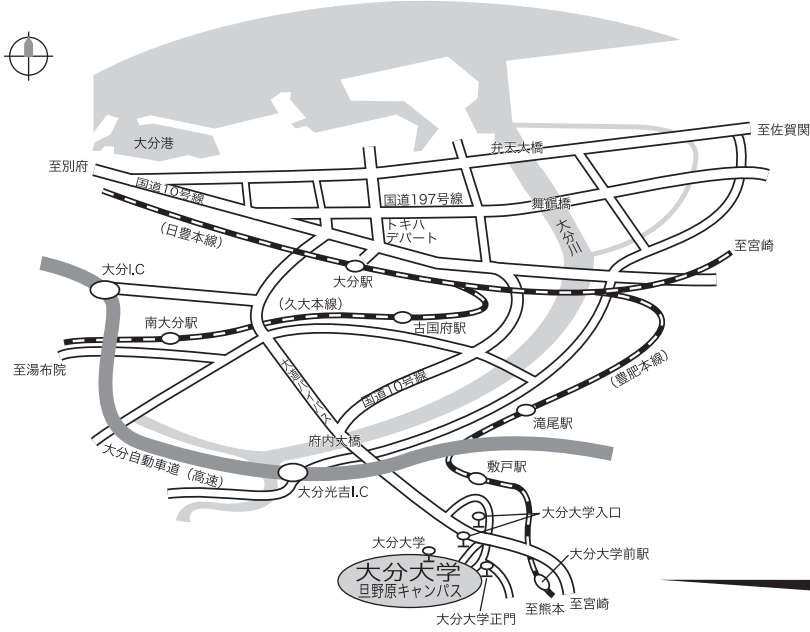 大分港
至別府
国道10号線
(日豊本線)
弁天大橋
至佐賀関
国道197号線
舞鶴橋
トキハ
デパート
大分川
至宮崎
大分I.C
大分駅
(久大本線)
南大分駅
古国府駅
至湯布院
大道バイパス
国道10号線
(豊肥本線)
滝尾駅
府内大橋
大分自動車道(高速)
敷戸駅
大分光吉I.C
大分大学入口
大分大学
大分大学前駅
大分大学
旦野原キャンパス
至熊本
至宮崎
大分大学正門